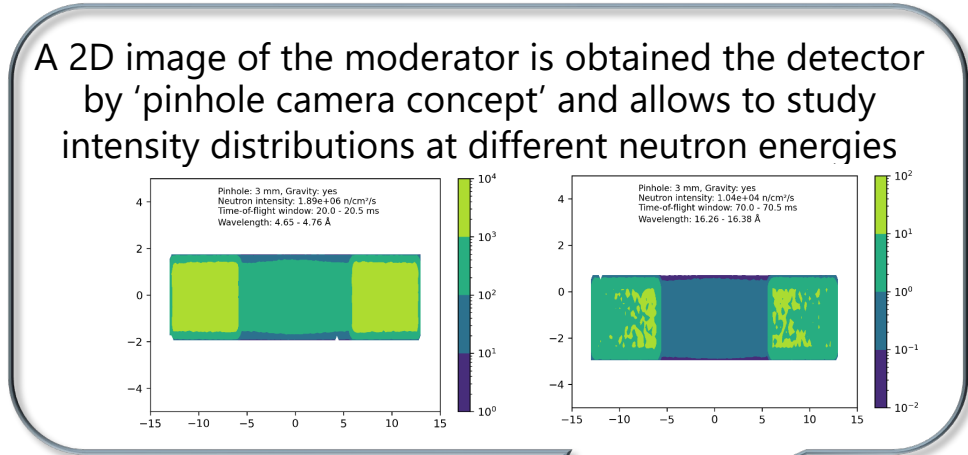 A 2D image of the moderator is obtained the detector
by ‘pinhole camera concept’ and allows to study
intensity distributions at different neutron energies
Pinhole: 3 mm, Gravity: yes
Neutron intensity: 1.89e+06 n/cm²/s
Time-of-flight window: 20.0 - 20.5 ms
Wavelength: 4.65 - 4.76 Å
4
2
0
−2
−4
−15 −10 −5 0 5 10 15
10⁴
10³
10²
10¹
10⁰
Pinhole: 3 mm, Gravity: yes
Neutron intensity: 1.04e+04 n/cm²/s
Time-of-flight window: 70.0 - 70.5 ms
Wavelength: 16.26 - 16.38 Å
4
2
0
−2
−4
−15 −10 −5 0 5 10 15
10²
10¹
10⁰
10⁻¹
10⁻²